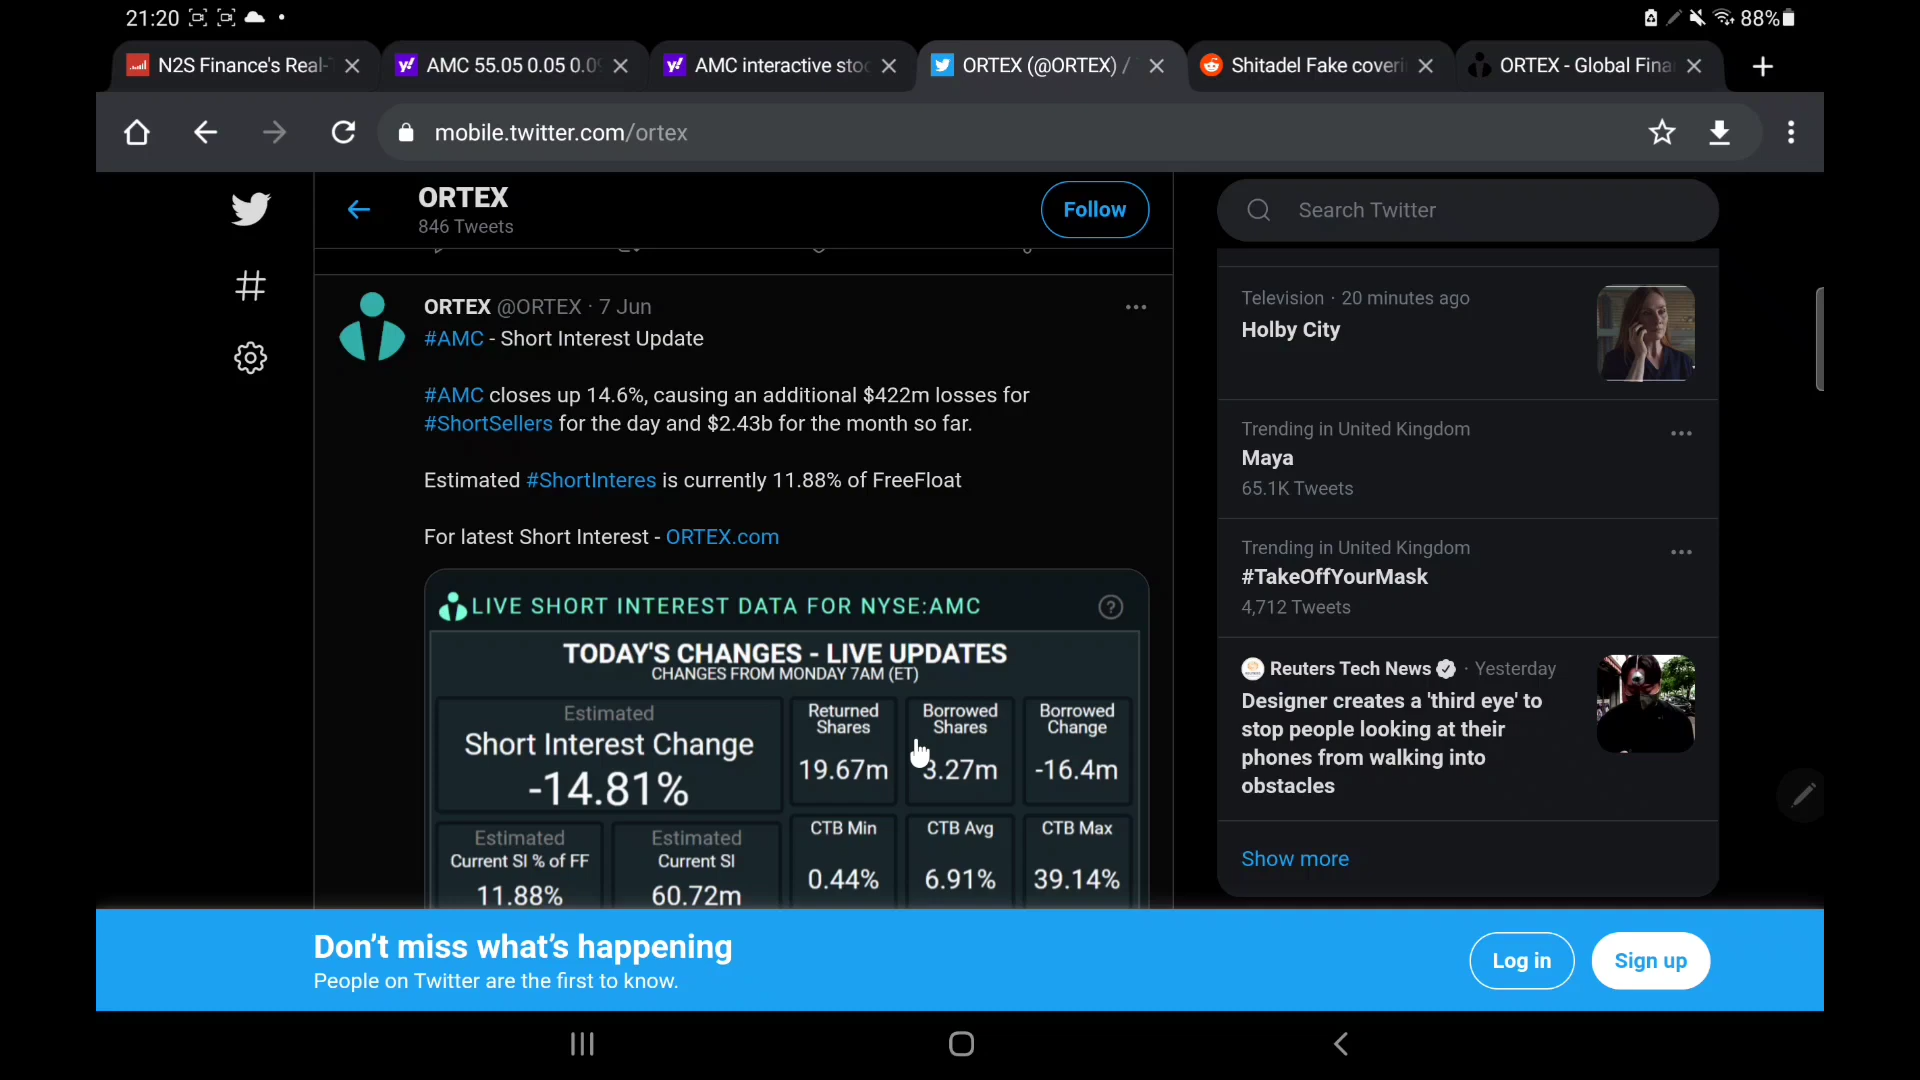 21:20
88%
N2S Finance's Real-
AMC 55.05 0.05 0.09
AMC interactive stoc
ORTEX (@ORTEX) /
Shitadel Fake coveri
ORTEX - Global Fina
mobile.twitter.com/ortex
ORTEX
846 Tweets
Follow
Search Twitter
ORTEX @ORTEX · 7 Jun
#AMC - Short Interest Update
#AMC closes up 14.6%, causing an additional $422m losses for
#ShortSellers for the day and $2.43b for the month so far.
Estimated #ShortInteres is currently 11.88% of FreeFloat
For latest Short Interest - ORTEX.com
LIVE SHORT INTEREST DATA FOR NYSE:AMC
TODAY'S CHANGES - LIVE UPDATES
CHANGES FROM MONDAY 7AM (ET)
Estimated
Short Interest Change
-14.81%
Returned
Shares
19.67m
Borrowed
Shares
3.27m
Borrowed
Change
-16.4m
Estimated
Current SI % of FF
11.88%
Estimated
Current SI
60.72m
CTB Min
0.44%
CTB Avg
6.91%
CTB Max
39.14%
Television · 20 minutes ago
Holby City
Trending in United Kingdom
Maya
65.1K Tweets
Trending in United Kingdom
#TakeOffYourMask
4,712 Tweets
Reuters Tech News · Yesterday
Designer creates a 'third eye' to
stop people looking at their
phones from walking into
obstacles
Show more
Don't miss what's happening
People on Twitter are the first to know.
Log in
Sign up